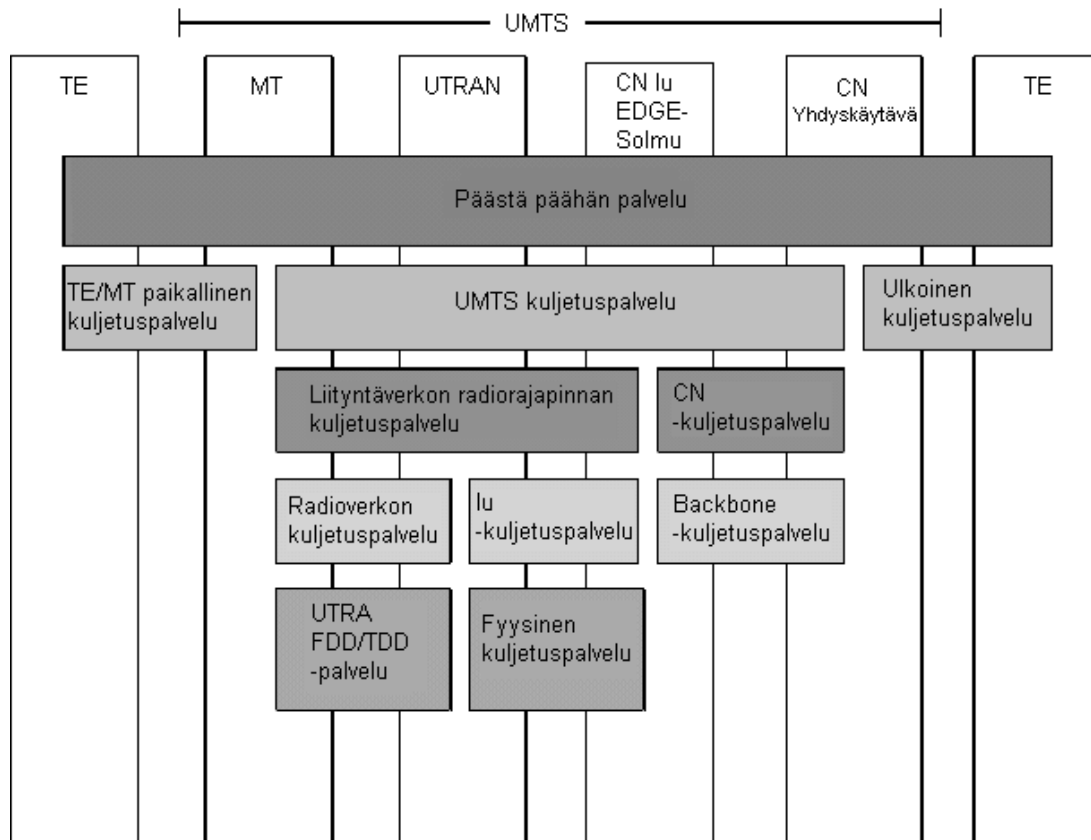 UMTS
TE
MT
UTRAN
CN Iu
EDGE-
Solmu
CN
Yhdyskäytävä
TE
Päästä päähän palvelu
TE/MT paikallinen
kuljetuspalvelu
UMTS kuljetuspalvelu
Ulkoinen
kuljetuspalvelu
Liityntäverkon radiorajapinnan
kuljetuspalvelu
CN
-kuljetuspalvelu
Radioverkon
kuljetuspalvelu
Iu
-kuljetuspalvelu
Backbone
-kuljetuspalvelu
UTRA
FDD/TDD
-palvelu
Fyysinen
kuljetuspalvelu